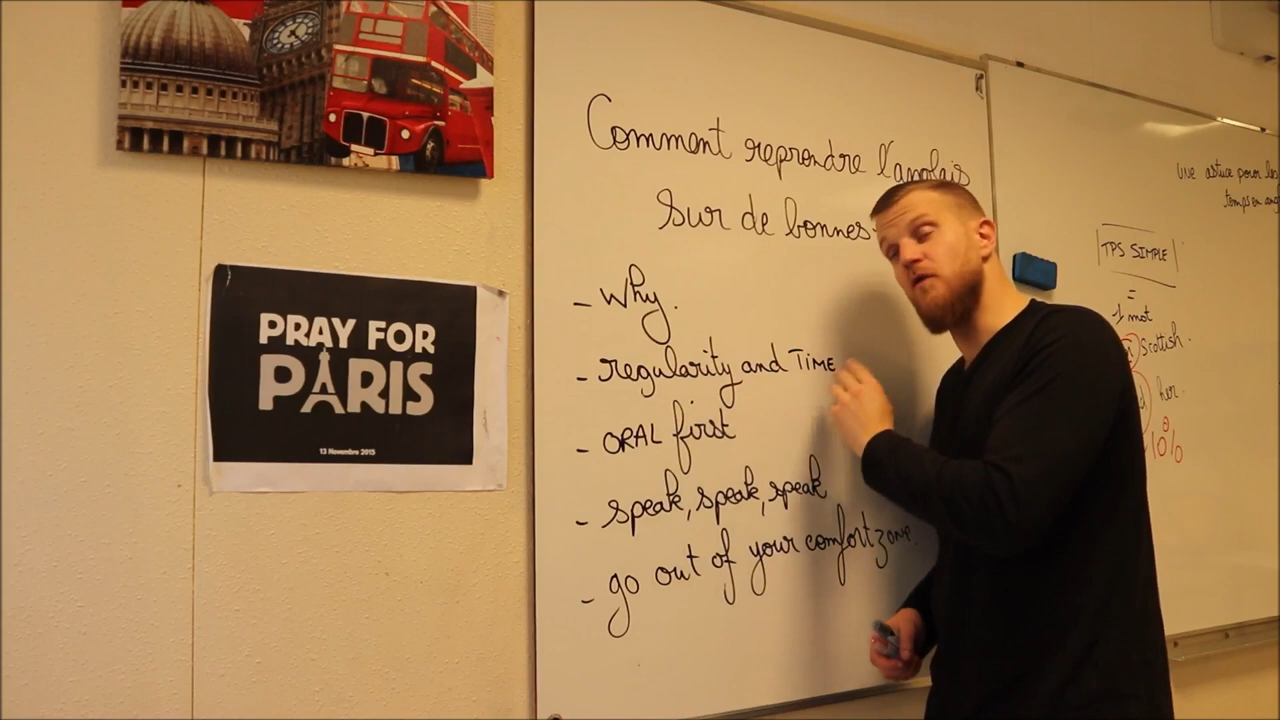 Comment reprendre l'anglais
sur de bonnes
- Why.
- regularity and TIME
- ORAL first
- speak, speak, speak
- go out of your comfort zone.
PRAY FOR
PARIS
13 Novembre 2015
Une astuce pour les
temps en ang
TPS SIMPLE
=
-1 mot
Scottish.
her.
10%